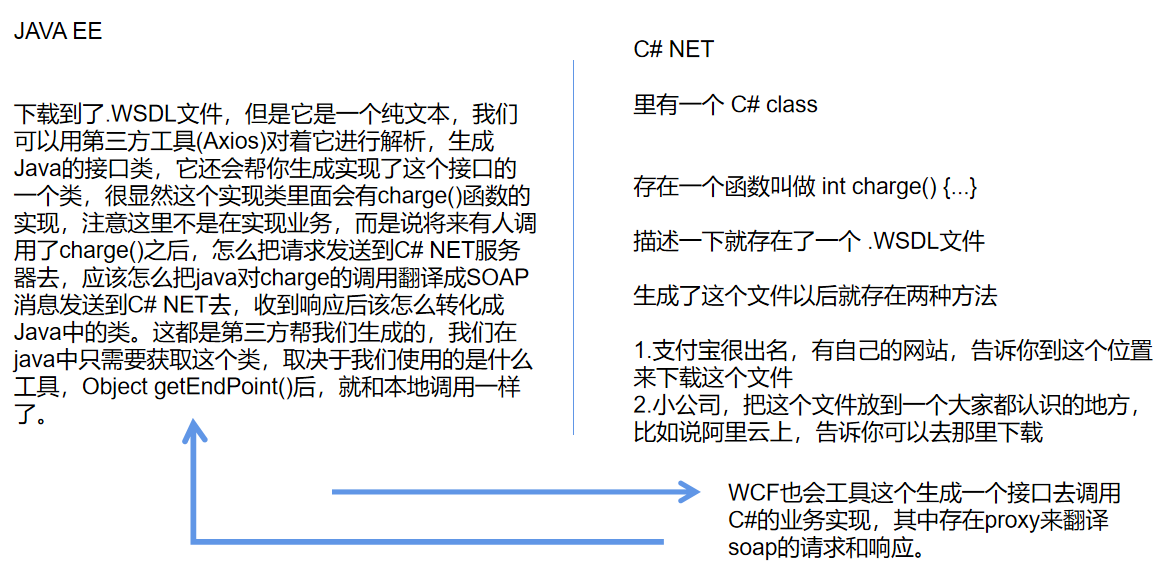 JAVA EE
下载到了.WSDL文件，但是它是一个纯文本，我们
可以用第三方工具(Axios)对着它进行解析，生成
Java的接口类，它还会帮你生成实现了这个接口的
一个类，很显然这个实现类里面会有charge()函数的
实现，注意这里不是在实现业务，而是说将来有人调
用了charge()之后，怎么把请求发送到C# NET服务
器去，应该怎么把java对charge的调用翻译成SOAP
消息发送到C# NET去，收到响应后该怎么转化成
Java中的类。这都是第三方帮我们生成的，我们在
java中只需要获取这个类，取决于我们使用的是什么
工具，Object getEndPoint()后，就和本地调用一样
了。
C# NET
里有一个 C# class
存在一个函数叫做 int charge() {...}
描述一下就存在了一个 .WSDL文件
生成了这个文件以后就存在两种方法
1.支付宝很出名，有自己的网站，告诉你到这个位置
来下载这个文件
2.小公司，把这个文件放到一个大家都认识的地方，
比如说阿里云上，告诉你可以去那里下载
WCF也会工具这个生成一个接口去调用
C#的业务实现，其中存在proxy来翻译
soap的请求和响应。